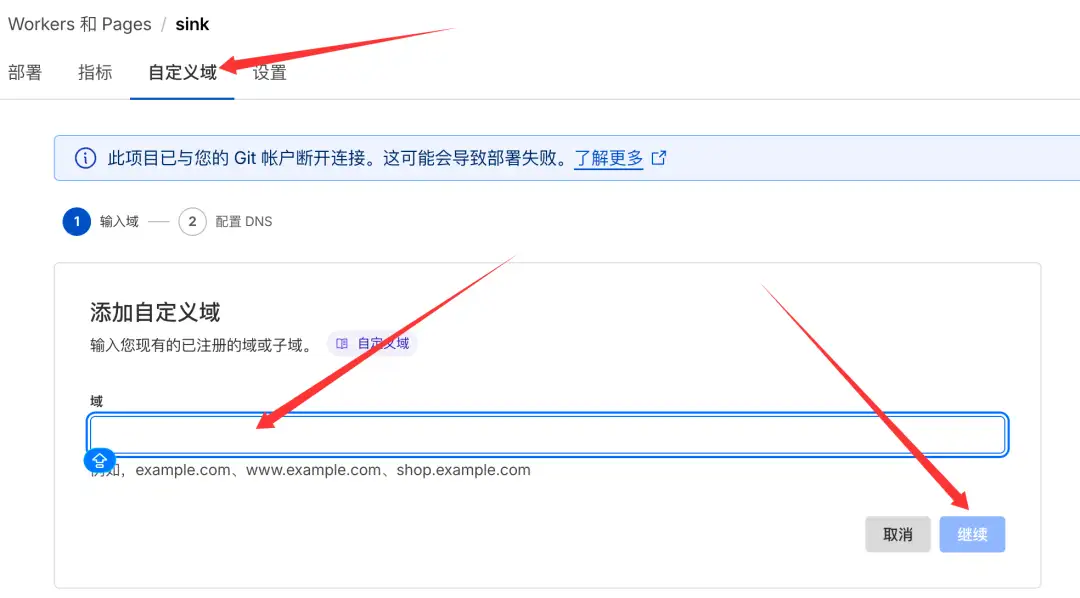 Workers 和 Pages / sink
部署 指标 自定义域 设置
此项目已与您的 Git 帐户断开连接。这可能会导致部署失败。了解更多
1 输入域 2 配置 DNS
添加自定义域
输入您现有的已注册的域或子域。 自定义域
域
例如，example.com、www.example.com、shop.example.com
取消 继续